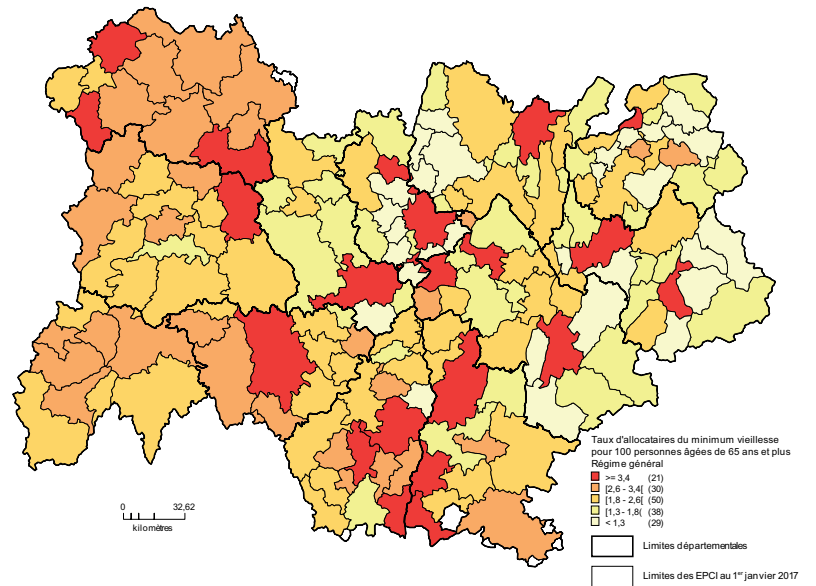 Taux d'allocataires du minimum vieillesse
pour 100 personnes âgées de 65 ans et plus
Régime général
>= 3,4 (21)
[2,6 - 3,4[ (30)
[1,8 - 2,6[ (50)
[1,3 - 1,8( (38)
< 1,3 (29)
0 32,62
kilomètres
Limites départementales
Limites des EPCI au 1er janvier 2017